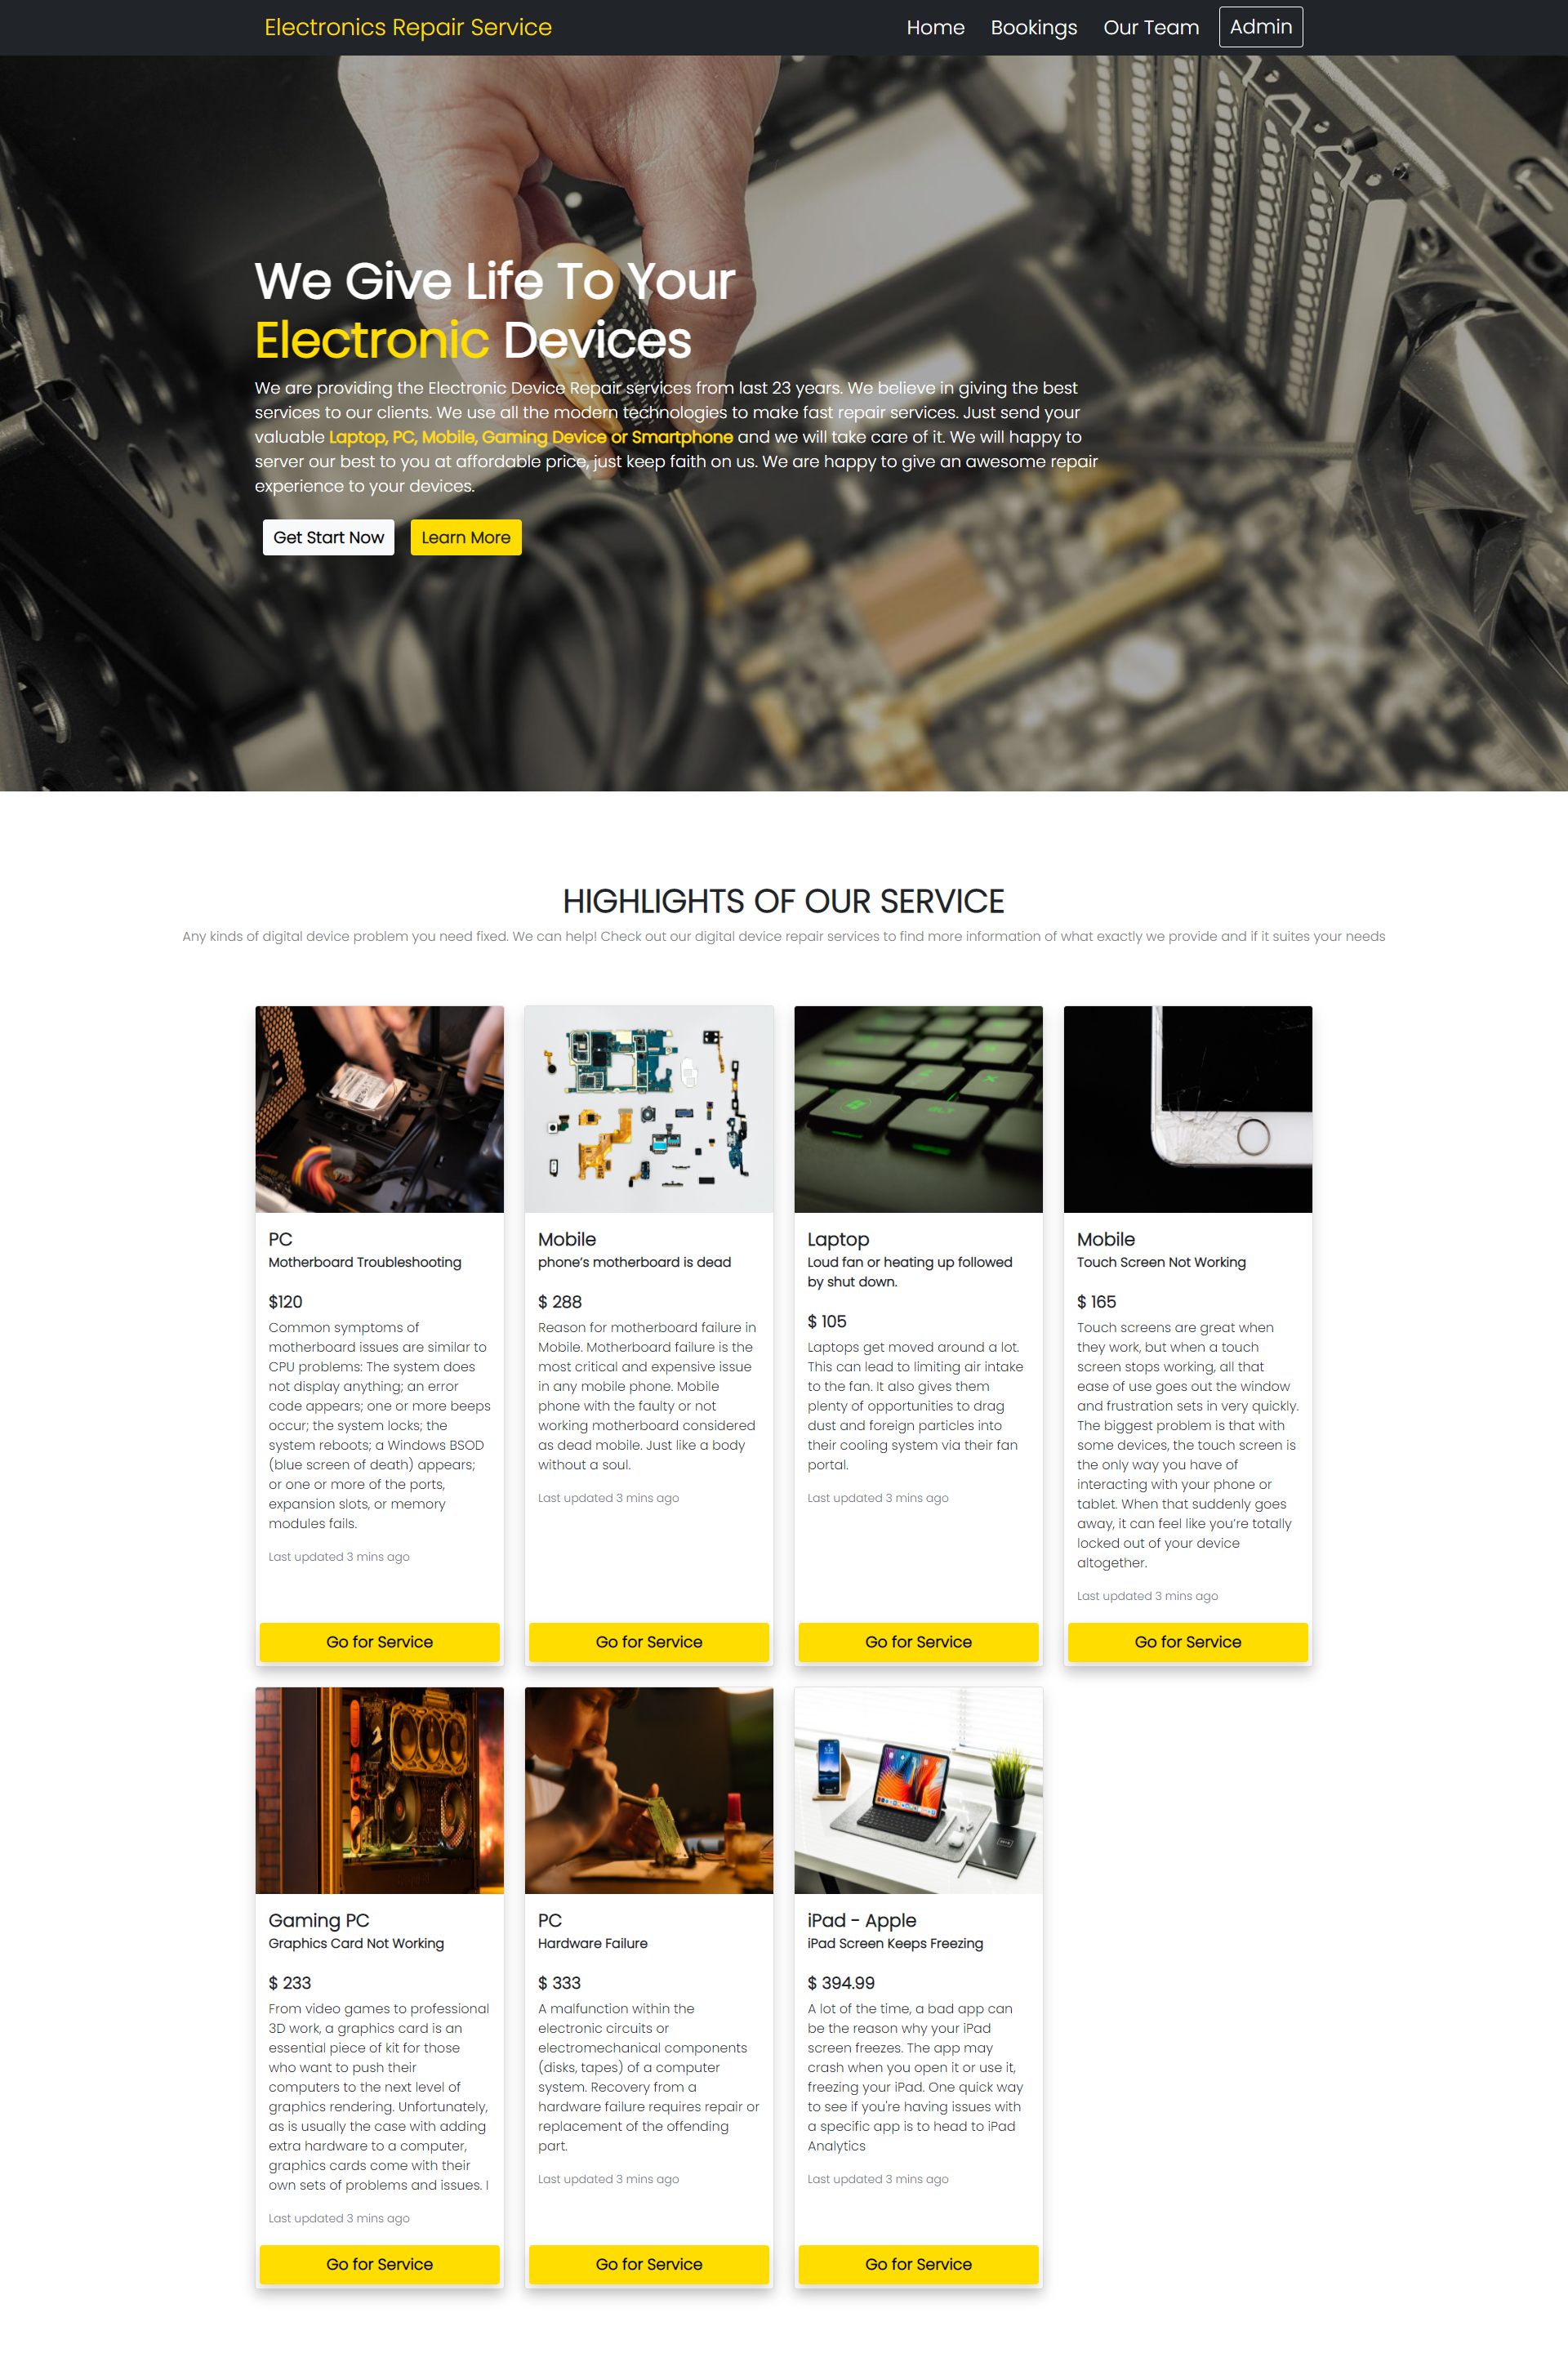 Electronics Repair Service
Home Bookings Our Team Admin
We Give Life To Your
Electronic Devices
We are providing the Electronic Device Repair services from last 23 years. We believe in giving the best
services to our clients. We use all the modern technologies to make fast repair services. Just send your
valuable Laptop, PC, Mobile, Gaming Device or Smartphone and we will take care of it. We will happy to
server our best to you at affordable price, just keep faith on us. We are happy to give an awesome repair
experience to your devices.
Get Start Now Learn More
HIGHLIGHTS OF OUR SERVICE
Any kinds of digital device problem you need fixed. We can help! Check out our digital device repair services to find more information of what exactly we provide and if it suites your needs
PC
Motherboard Troubleshooting
$120
Common symptoms of
motherboard issues are similar to
CPU problems: The system does
not display anything; an error
code appears; one or more beeps
occur; the system locks; the
system reboots; a Windows BSOD
(blue screen of death) appears;
or one or more of the ports,
expansion slots, or memory
modules fails.
Last updated 3 mins ago
Go for Service
Mobile
phone’s motherboard is dead
$ 288
Reason for motherboard failure in
Mobile. Motherboard failure is the
most critical and expensive issue
in any mobile phone. Mobile
phone with the faulty or not
working motherboard considered
as dead mobile. Just like a body
without a soul.
Last updated 3 mins ago
Go for Service
ALT
X
Laptop
Loud fan or heating up followed
by shut down.
$ 105
Laptops get moved around a lot.
This can lead to limiting air intake
to the fan. It also gives them
plenty of opportunities to drag
dust and foreign particles into
their cooling system via their fan
portal.
Last updated 3 mins ago
Go for Service
Mobile
Touch Screen Not Working
$ 165
Touch screens are great when
they work, but when a touch
screen stops working, all that
ease of use goes out the window
and frustration sets in very quickly.
The biggest problem is that with
some devices, the touch screen is
the only way you have of
interacting with your phone or
tablet. When that suddenly goes
away, it can feel like you’re totally
locked out of your device
altogether.
Last updated 3 mins ago
Go for Service
Gaming PC
Graphics Card Not Working
$ 233
From video games to professional
3D work, a graphics card is an
essential piece of kit for those
who want to push their
computers to the next level of
graphics rendering. Unfortunately,
as is usually the case with adding
extra hardware to a computer,
graphics cards come with their
own sets of problems and issues. I
Last updated 3 mins ago
Go for Service
PC
Hardware Failure
$ 333
A malfunction within the
electronic circuits or
electromechanical components
(disks, tapes) of a computer
system. Recovery from a
hardware failure requires repair or
replacement of the offending
part.
Last updated 3 mins ago
Go for Service
iPad - Apple
iPad Screen Keeps Freezing
$ 394.99
A lot of the time, a bad app can
be the reason why your iPad
screen freezes. The app may
crash when you open it or use it,
freezing your iPad. One quick way
to see if you're having issues with
a specific app is to head to iPad
Analytics
Last updated 3 mins ago
Go for Service